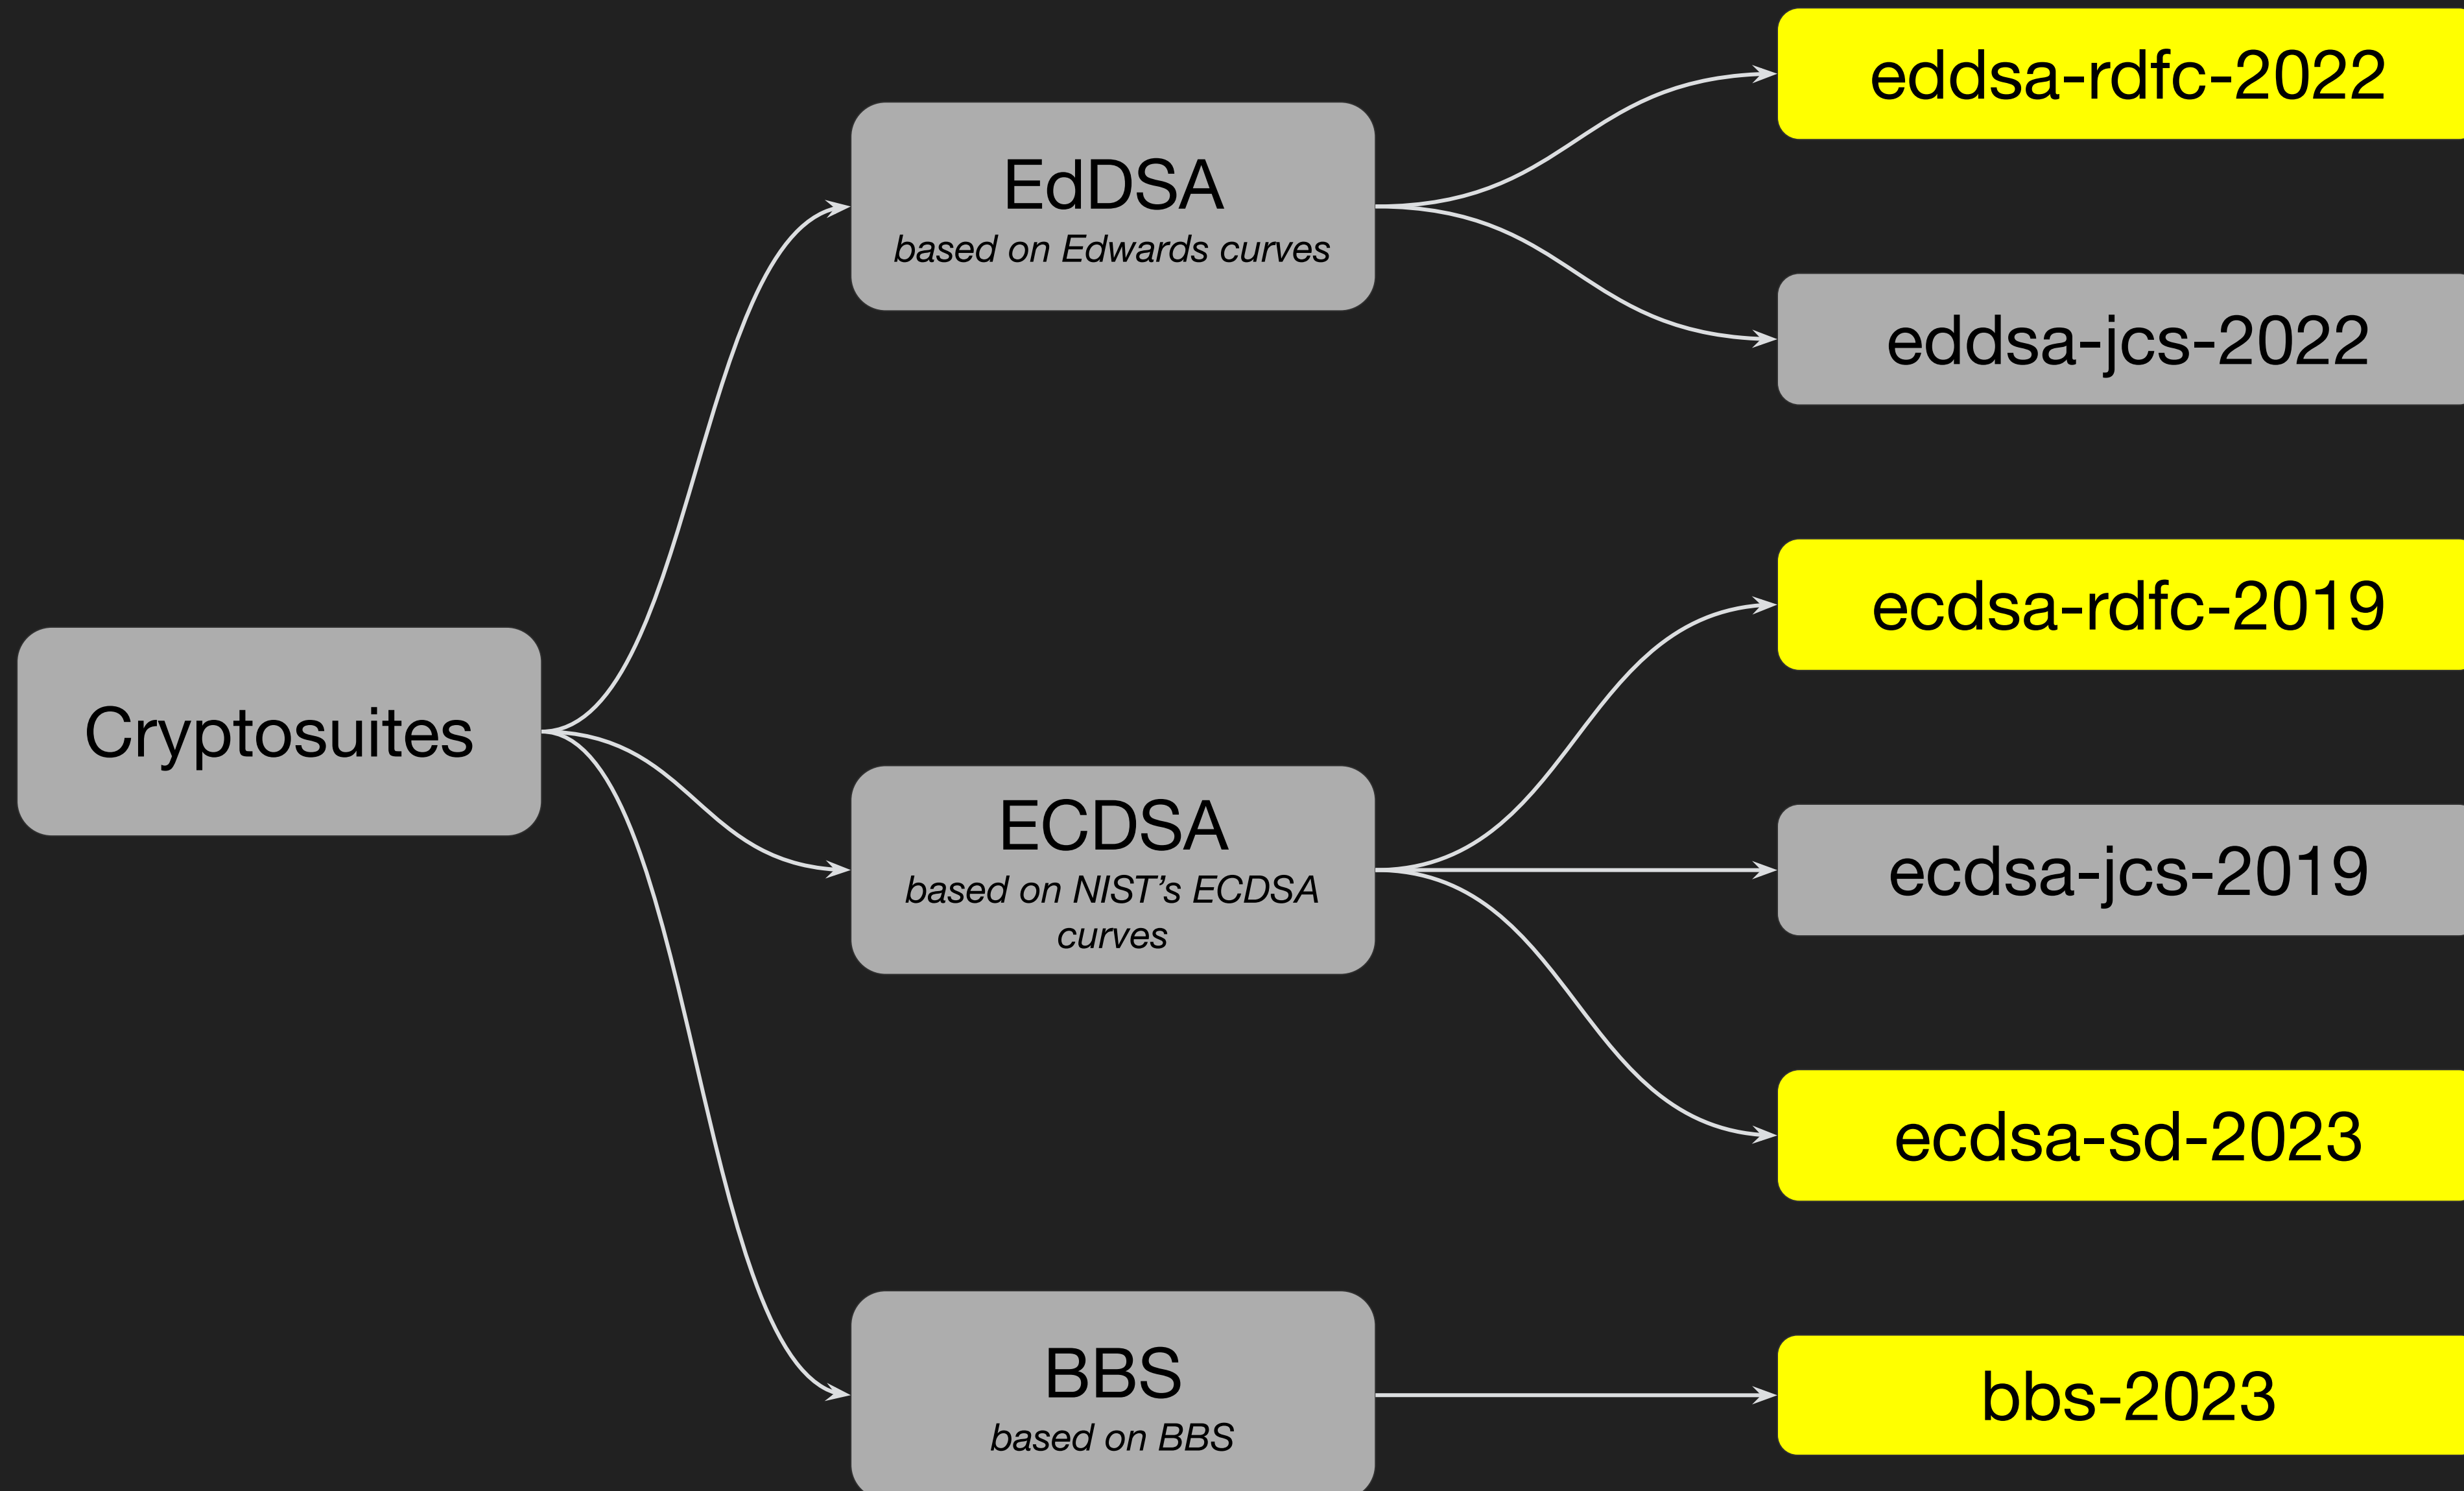 Cryptosuites
EdDSA
based on Edwards curves
eddsa-rdfc-2022
eddsa-jcs-2022
ECDSA
based on NIST’s ECDSA
curves
ecdsa-rdfc-2019
ecdsa-jcs-2019
ecdsa-sd-2023
BBS
based on BBS
bbs-2023